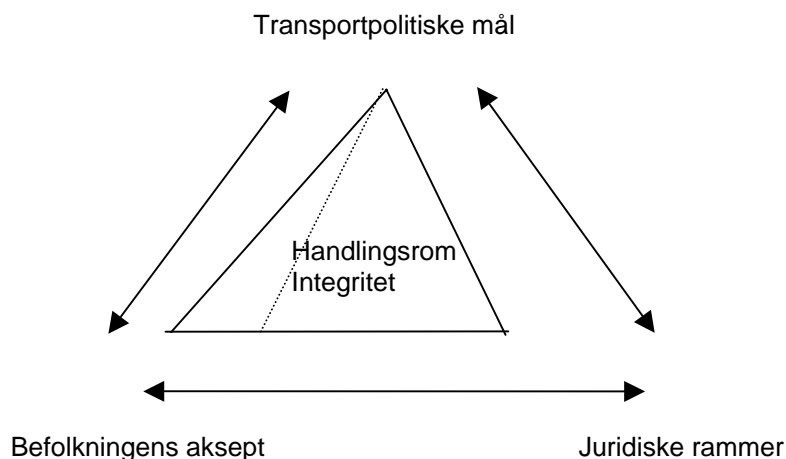 Transportpolitiske mål
Handlingsrom
Integritet
Befolkningens aksept
Juridiske rammer